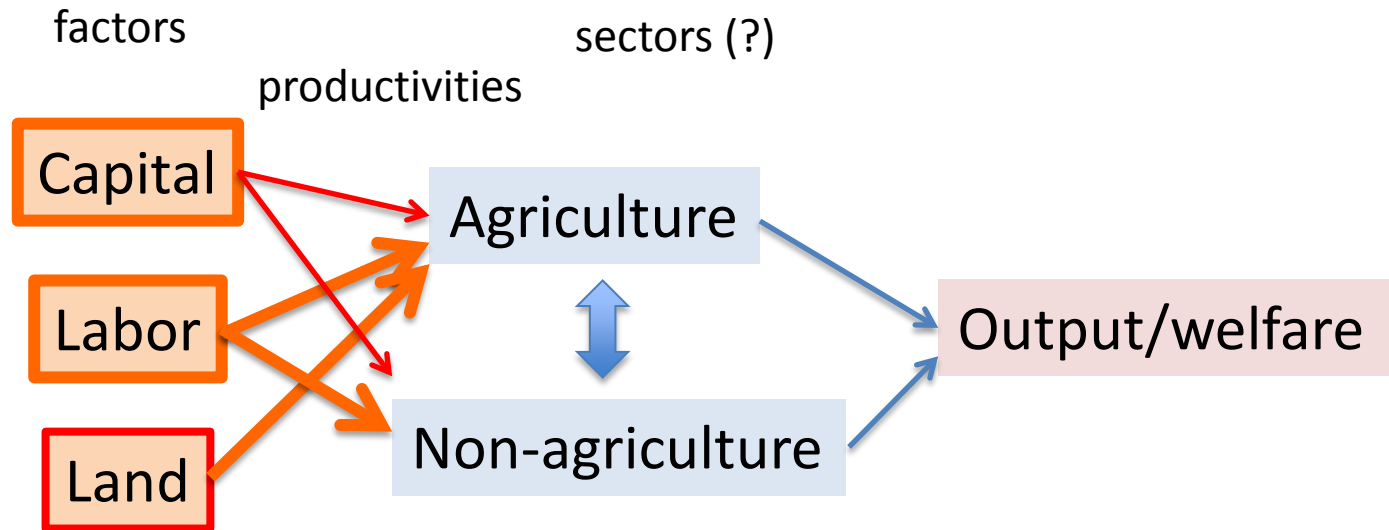 factors
sectors (?)
productivities
Capital
Agriculture
Labor
Output/welfare
Non-agriculture
Land